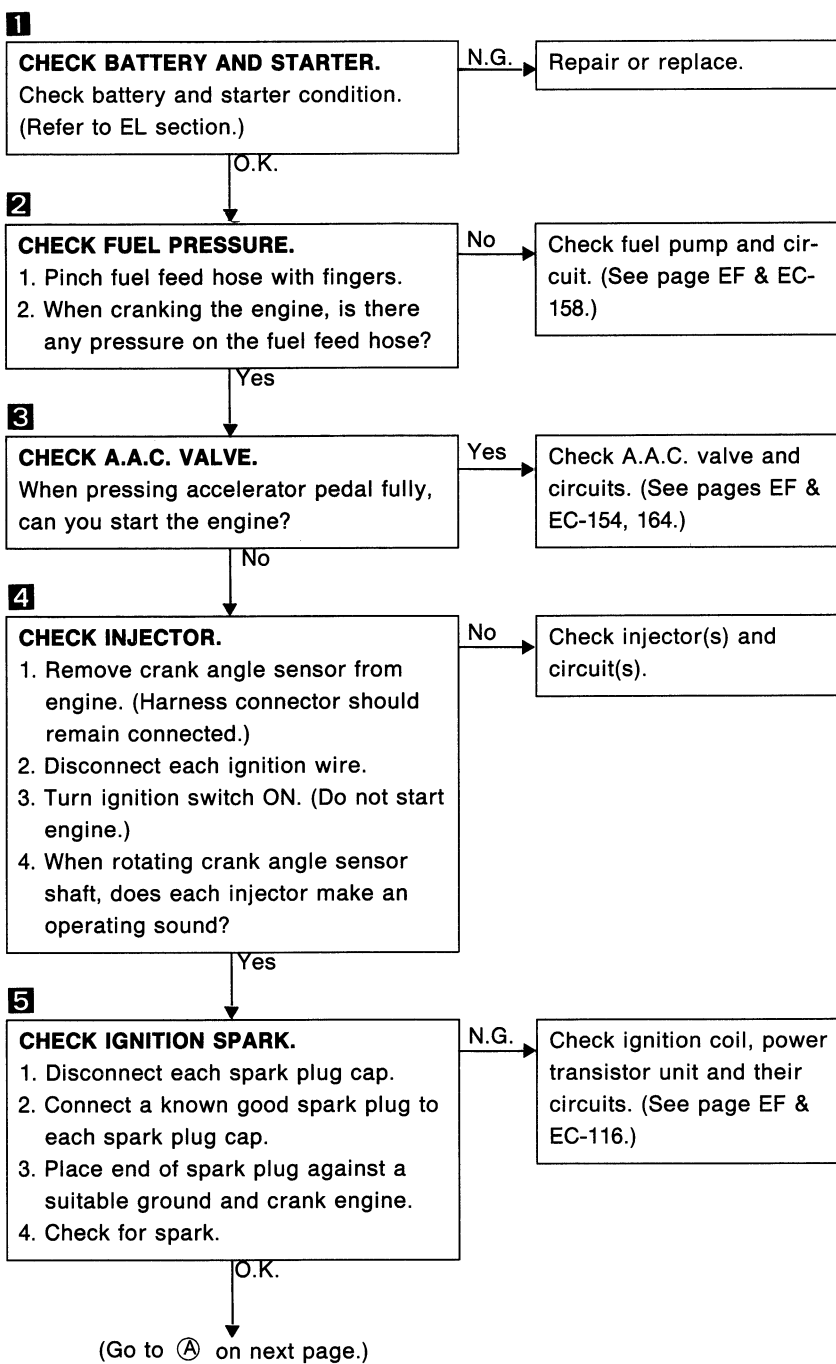 1
CHECK BATTERY AND STARTER.
Check battery and starter condition.
(Refer to EL section.)
N.G.
Repair or replace.
O.K.
2
CHECK FUEL PRESSURE.
1. Pinch fuel feed hose with fingers.
2. When cranking the engine, is there
any pressure on the fuel feed hose?
No
Check fuel pump and cir-
cuit. (See page EF & EC-
158.)
Yes
3
CHECK A.A.C. VALVE.
When pressing accelerator pedal fully,
can you start the engine?
Yes
Check A.A.C. valve and
circuits. (See pages EF &
EC-154, 164.)
No
4
CHECK INJECTOR.
1. Remove crank angle sensor from
engine. (Harness connector should
remain connected.)
2. Disconnect each ignition wire.
3. Turn ignition switch ON. (Do not start
engine.)
4. When rotating crank angle sensor
shaft, does each injector make an
operating sound?
No
Check injector(s) and
circuit(s).
Yes
5
CHECK IGNITION SPARK.
1. Disconnect each spark plug cap.
2. Connect a known good spark plug to
each spark plug cap.
3. Place end of spark plug against a
suitable ground and crank engine.
4. Check for spark.
N.G.
Check ignition coil, power
transistor unit and their
circuits. (See page EF &
EC-116.)
O.K.
(Go to Ⓐ on next page.)